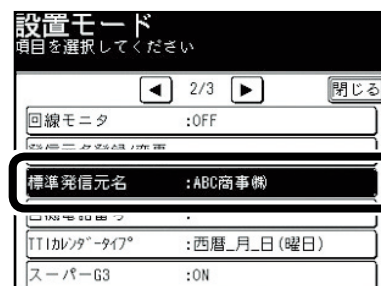 設置モード
項目を選択してください
◀ 2/3 ▶ 閉じる
回線モニタ :OFF
標準発信元名 :ABC商事㈱
TTIカレンダｰタイプ :西暦_月_日(曜日)
スーパーG3 :ON